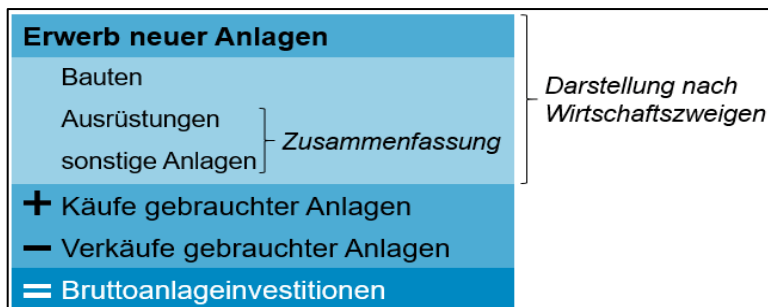 Erwerb neuer Anlagen
Bauten
Ausrüstungen
sonstige Anlagen
Zusammenfassung
Darstellung nach
Wirtschaftszweigen
+ Käufe gebrauchter Anlagen
− Verkäufe gebrauchter Anlagen
= Bruttoanlageinvestitionen